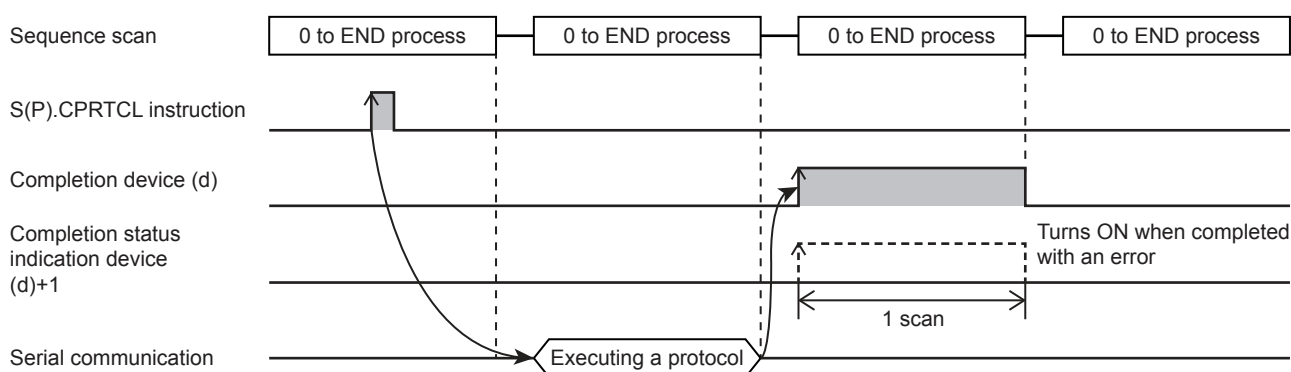 Sequence scan
0 to END process
0 to END process
0 to END process
0 to END process
S(P).CPRTCL instruction
Completion device (d)
Completion status
indication device
(d)+1
Turns ON when completed
with an error
1 scan
Serial communication
Executing a protocol